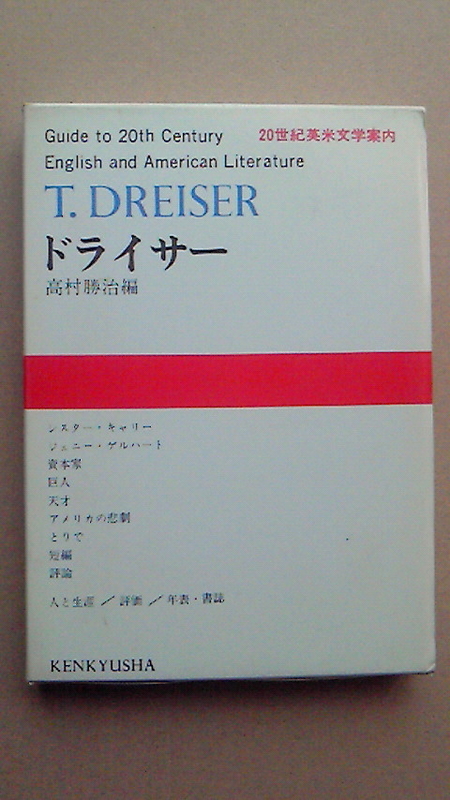 Guide to 20th Century 20世紀英米文学案内
English and American Literature
T. DREISER
ドライサー
高村勝治編
シスター・キャリー
ジェニー・ゲルハート
資本家
巨人
天才
アメリカの悲劇
とりで
短編
評論
人と生涯／評価／年表・書誌
KENKYUSHA